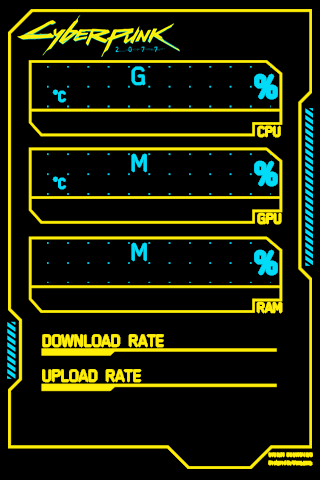 Cyberpunk
2077
G
°C %
CPU
M
°C %
GPU
M
%
RAM
DOWNLOAD RATE
UPLOAD RATE